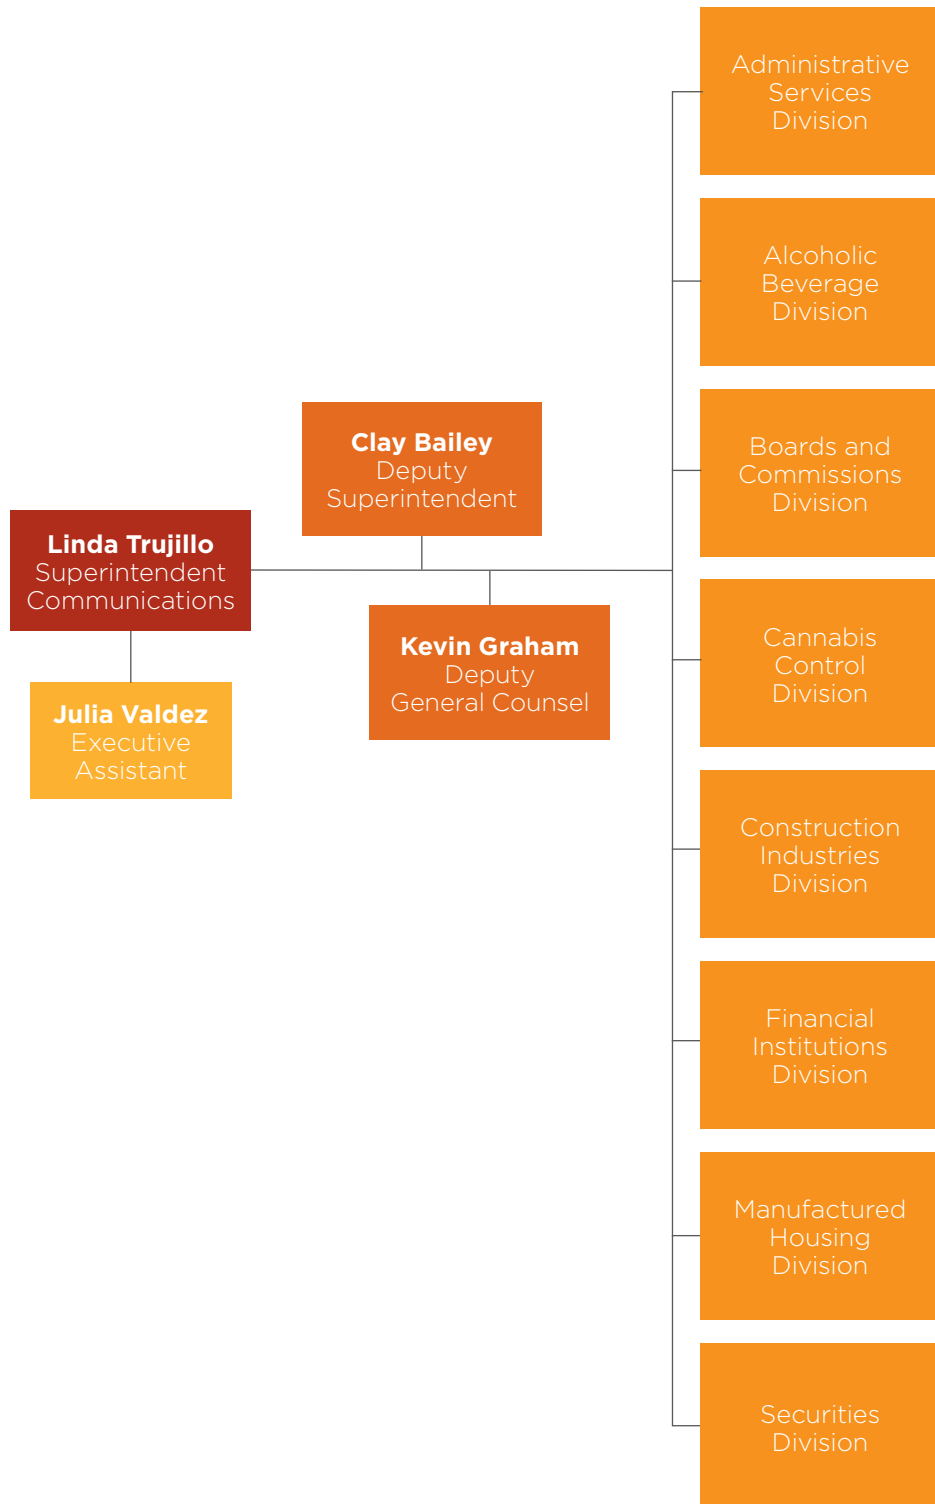 Linda Trujillo
Superintendent
Communications
Julia Valdez
Executive
Assistant
Clay Bailey
Deputy
Superintendent
Kevin Graham
Deputy
General Counsel
Administrative
Services
Division
Alcoholic
Beverage
Division
Boards and
Commissions
Division
Cannabis
Control
Division
Construction
Industries
Division
Financial
Institutions
Division
Manufactured
Housing
Division
Securities
Division